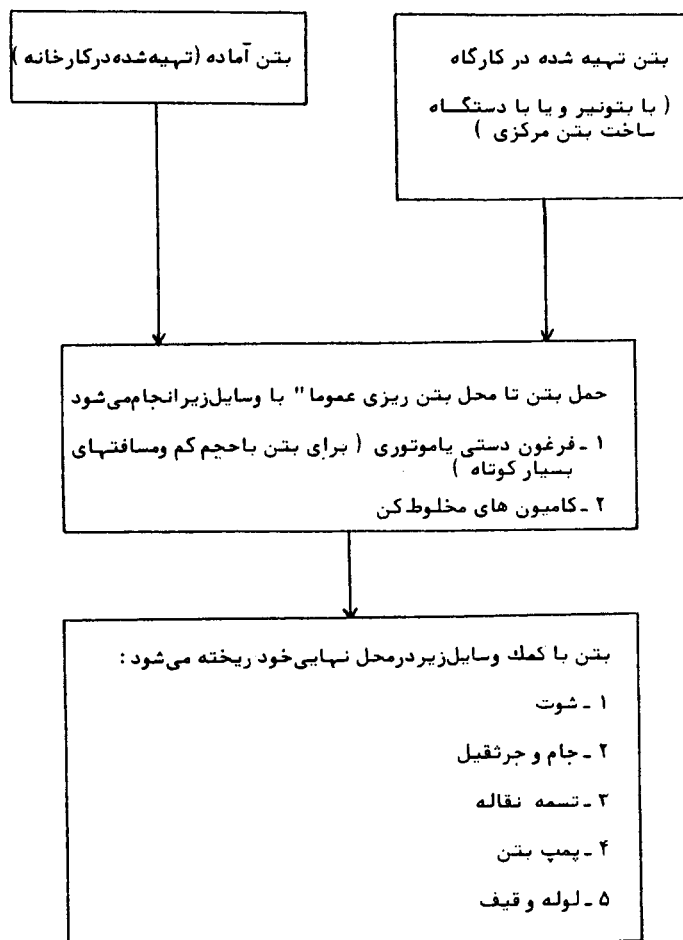 بتن تهیه شده در کارگاه
( با بتونیر و یا با دستگاه
ساخت بتن مرکزی )
بتن آماده (تهیه‌شده‌درکارخانه )
حمل بتن تا محل بتن ریزی عموما" با وسایل‌زیرانجام‌می‌شود
۱ ـ فرغون دستی یاموتوری ( برای بتن باحجم کم ومسافتهای
بسیار کوتاه )
۲ ـ کامیون های مخلوط‌کن
بتن با کمك وسایل‌زیردرمحل نهایی‌خود ریخته می‌شود :
۱ ـ شوت
۲ ـ جام و جرثقیل
۳ ـ تسمه نقاله
۴ ـ پمپ بتن
۵ ـ لوله و قیف